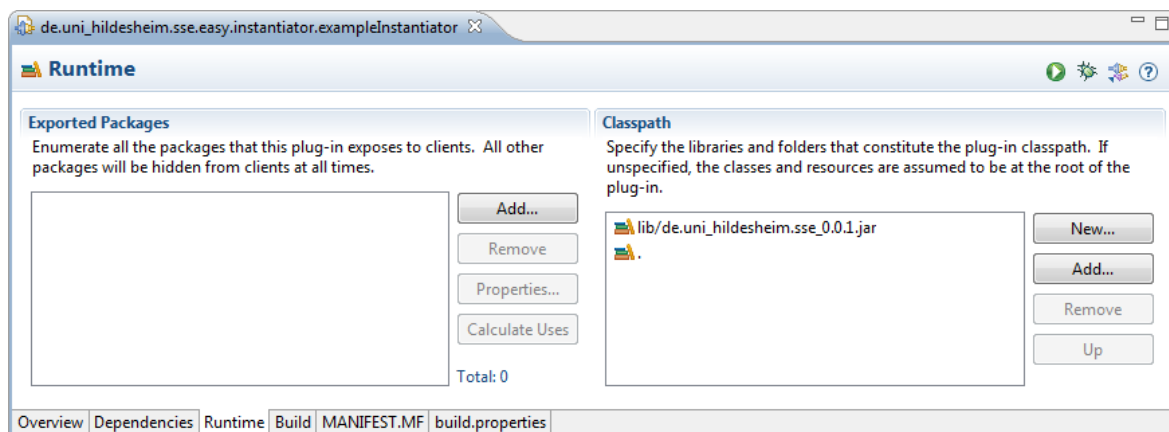 de.uni_hildesheim.sse.easy.instantiator.exampleInstantiator
Runtime
Exported Packages
Enumerate all the packages that this plug-in exposes to clients. All other
packages will be hidden from clients at all times.
Add...
Remove
Properties...
Calculate Uses
Total: 0
Classpath
Specify the libraries and folders that constitute the plug-in classpath. If
unspecified, the classes and resources are assumed to be at the root of the
plug-in.
lib/de.uni_hildesheim.sse_0.0.1.jar
.
New...
Add...
Remove
Up
Overview Dependencies Runtime Build MANIFEST.MF build.properties